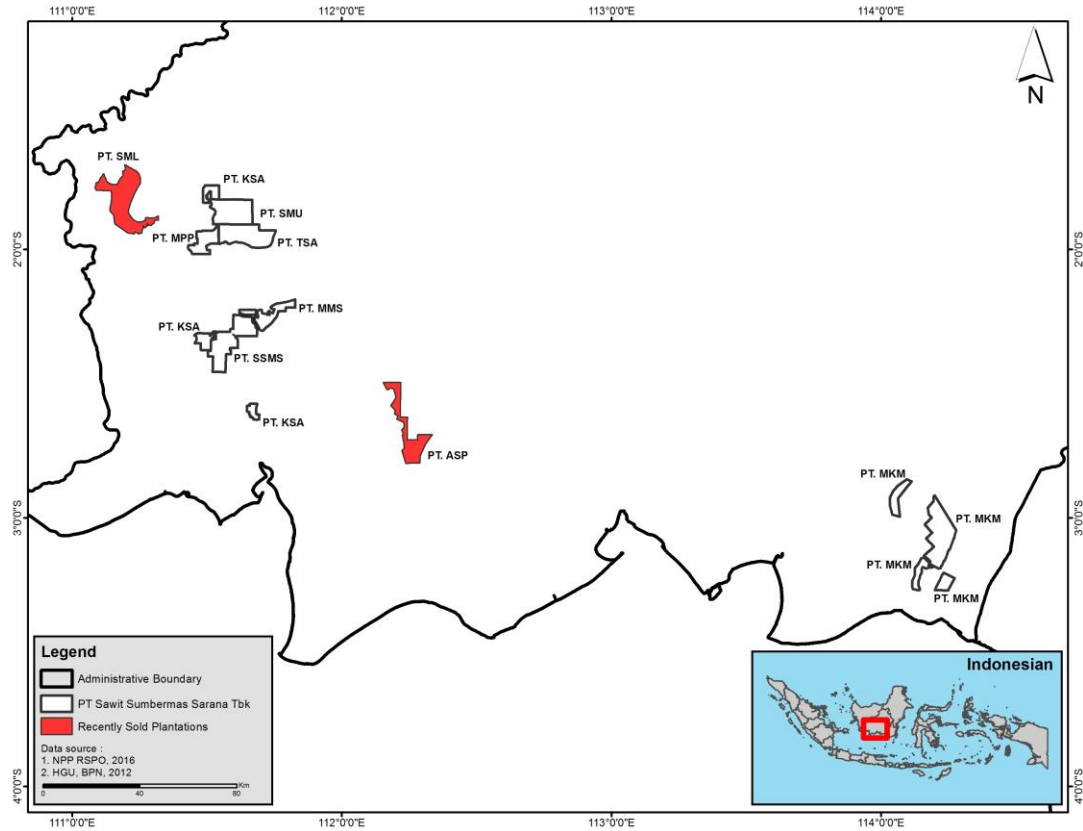 111°0'0"E
112°0'0"E
113°0'0"E
114°0'0"E
N
PT. SML
PT. KSA
PT. SMU
PT. MPP
PT. TSA
2°0'0"S
2°0'0"S
PT. MMS
PT. KSA
PT. SSMS
PT. KSA
PT. ASP
PT. MKM
PT. MKM
PT. MKM
PT. MKM
3°0'0"S
3°0'0"S
Legend
Administrative Boundary
PT Sawit Sumbermas Sarana Tbk
Recently Sold Plantations
Data source :
1. NPP RSPO, 2016
2. HGU, BPN, 2012
Km
0
40
80
Indonesian
4°0'0"S
4°0'0"S
111°0'0"E
112°0'0"E
113°0'0"E
114°0'0"E